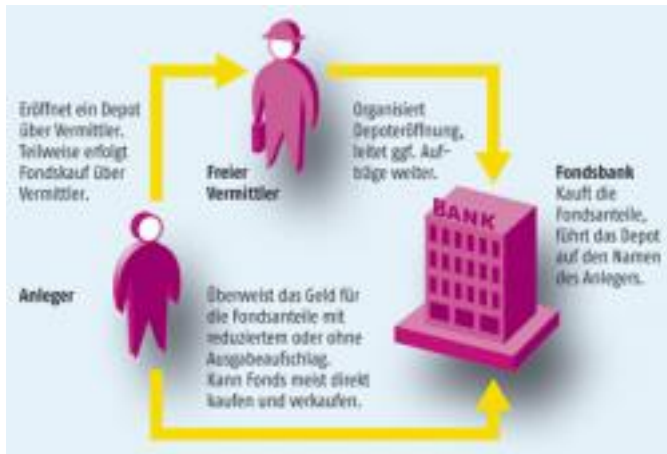 Eröffnet ein Depot
über Vermittler.
Teilweise erfolgt
Fondskauf über
Vermittler.
Freier
Vermittler
Organisiert
Depoteröffnung,
leitet ggf. Auf-
träge weiter.
Fondsbank
Kauft die
Fondsanteile,
führt das Depot
auf den Namen
des Anlegers.
BANK
Anleger
Überweist das Geld für
die Fondsanteile mit
reduziertem oder ohne
Ausgabeaufschlag.
Kann Fonds meist direkt
kaufen und verkaufen.